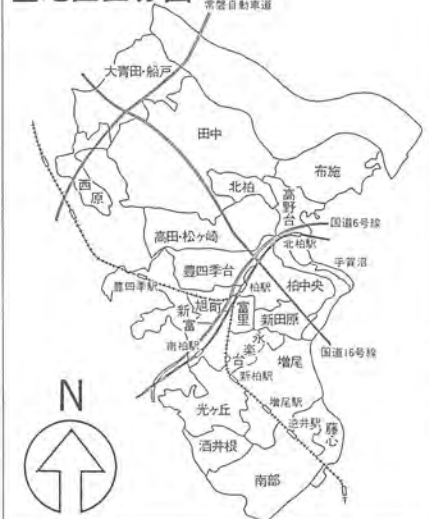 常磐自動車道
大青田・船戸
田中
布施
西原
北柏
高野台
国道6号線
北柏駅
高田・松ヶ崎
手賀沼
豊四季台
柏駅
柏中央
豊四季駅
旭町
富里
新田原
新富
永楽台
南柏駅
増尾
国道16号線
新柏駅
N
光ヶ丘
増尾駅
逆井駅
藤心
酒井根
南部